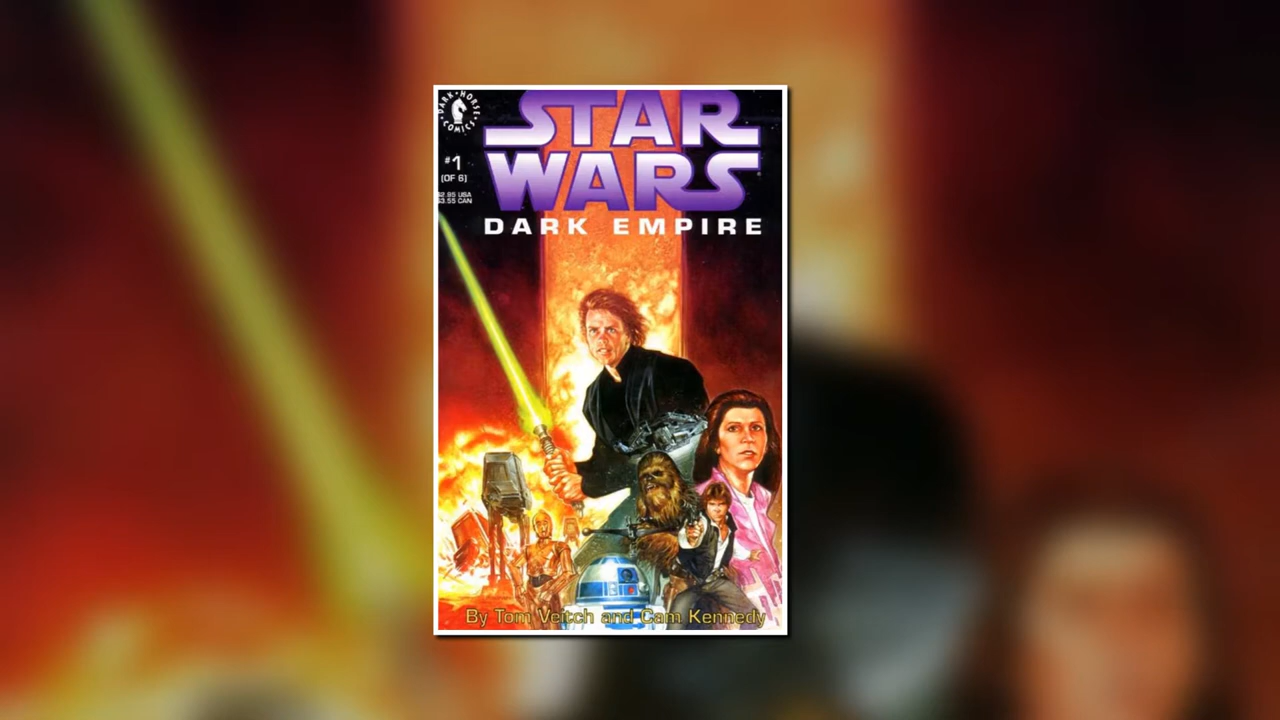 DARK HORSE COMICS
STAR
WARS
DARK EMPIRE
#1
(OF 6)
$2.95 USA
$3.55 CAN
By Tom Veitch and Cam Kennedy